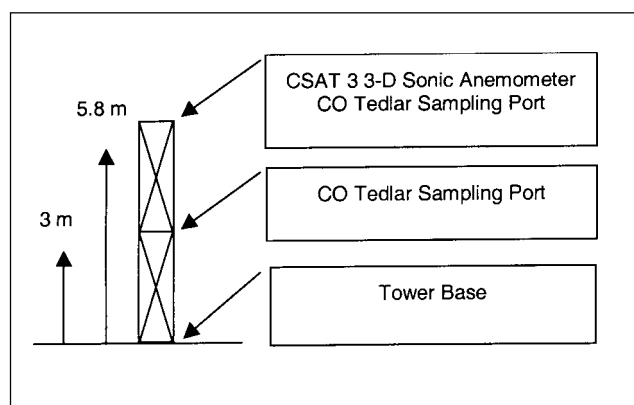 CSAT 3 3-D Sonic Anemometer
CO Tedlar Sampling Port
5.8 m
CO Tedlar Sampling Port
3 m
Tower Base